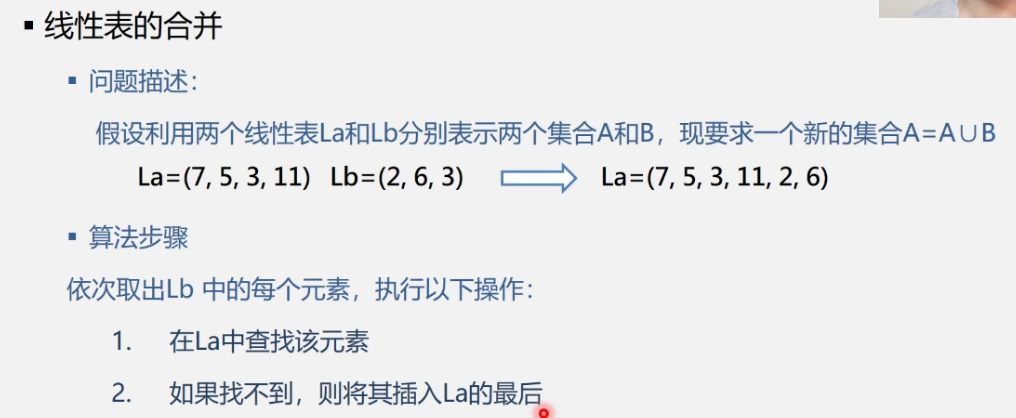 ▪ 线性表的合并
▪ 问题描述：
假设利用两个线性表La和Lb分别表示两个集合A和B，现要求一个新的集合A=A∪B
La=(7, 5, 3, 11) Lb=(2, 6, 3) La=(7, 5, 3, 11, 2, 6)
▪ 算法步骤
依次取出Lb 中的每个元素，执行以下操作：
1. 在La中查找该元素
2. 如果找不到，则将其插入La的最后